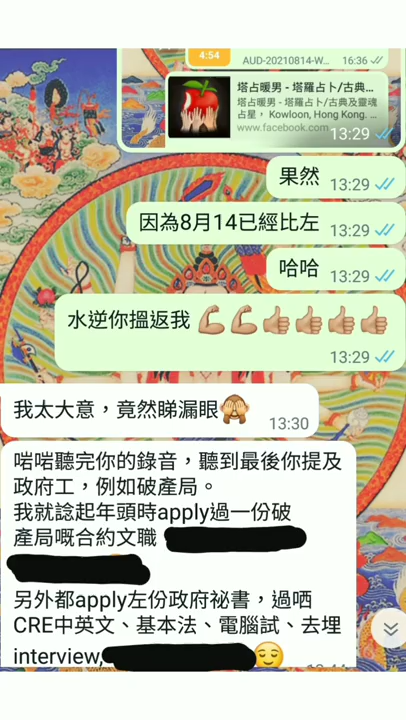 4:54
AUD-20210814-W... 16:36
塔占暖男 - 塔羅占卜/古典...
塔占暖男 - 塔羅占卜/古典及靈魂
占星， Kowloon, Hong Kong. ...
www.facebook.com 13:29
果然 13:29
因為8月14已經比左 13:29
哈哈 13:29
水逆你搵返我 💪💪👍👍👍👍
13:29
我太大意，竟然睇漏眼🙈
13:30
啱啱聽完你的錄音，聽到最後你提及
政府工，例如破產局。
我就諗起年頭時apply過一份破
產局嘅合約文職
另外都apply左份政府祕書，過哂
CRE中英文、基本法、電腦試、去埋
interview, 😌